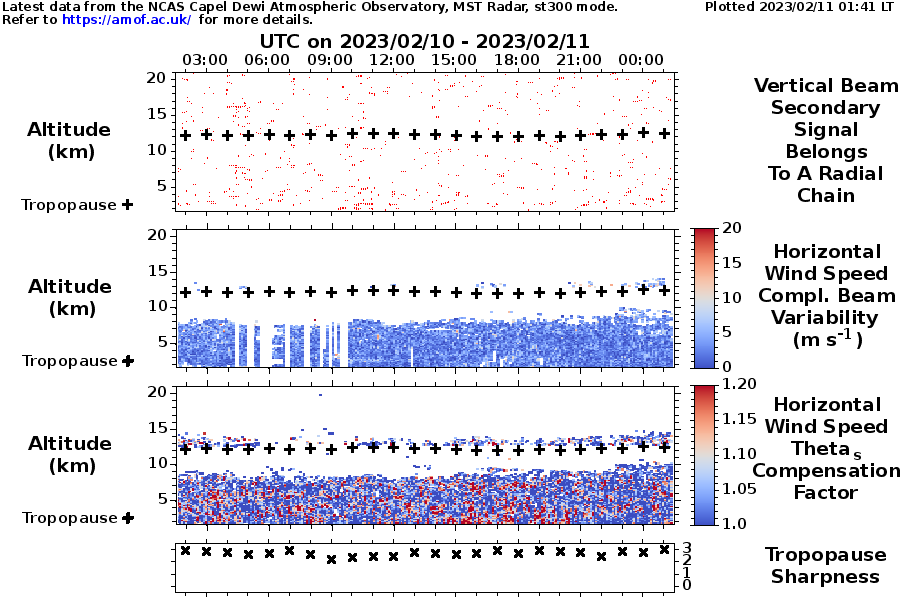 Latest data from the NCAS Capel Dewi Atmospheric Observatory, MST Radar, st300 mode.
Plotted 2023/02/11 01:41 LT
Refer to https://amof.ac.uk/ for more details.
UTC on 2023/02/10 - 2023/02/11
03:00 06:00 09:00 12:00 15:00 18:00 21:00 00:00
20
15
10
5
Altitude
(km)
Tropopause +
Vertical Beam
Secondary
Signal
Belongs
To A Radial
Chain
20
15
10
5
Altitude
(km)
Tropopause +
20
15
10
5
0
Horizontal
Wind Speed
Compl. Beam
Variability
(m s-1)
20
15
10
5
Altitude
(km)
Tropopause +
1.20
1.15
1.10
1.05
1.0
Horizontal
Wind Speed
Theta s
Compensation
Factor
3
2
1
0
Tropopause
Sharpness